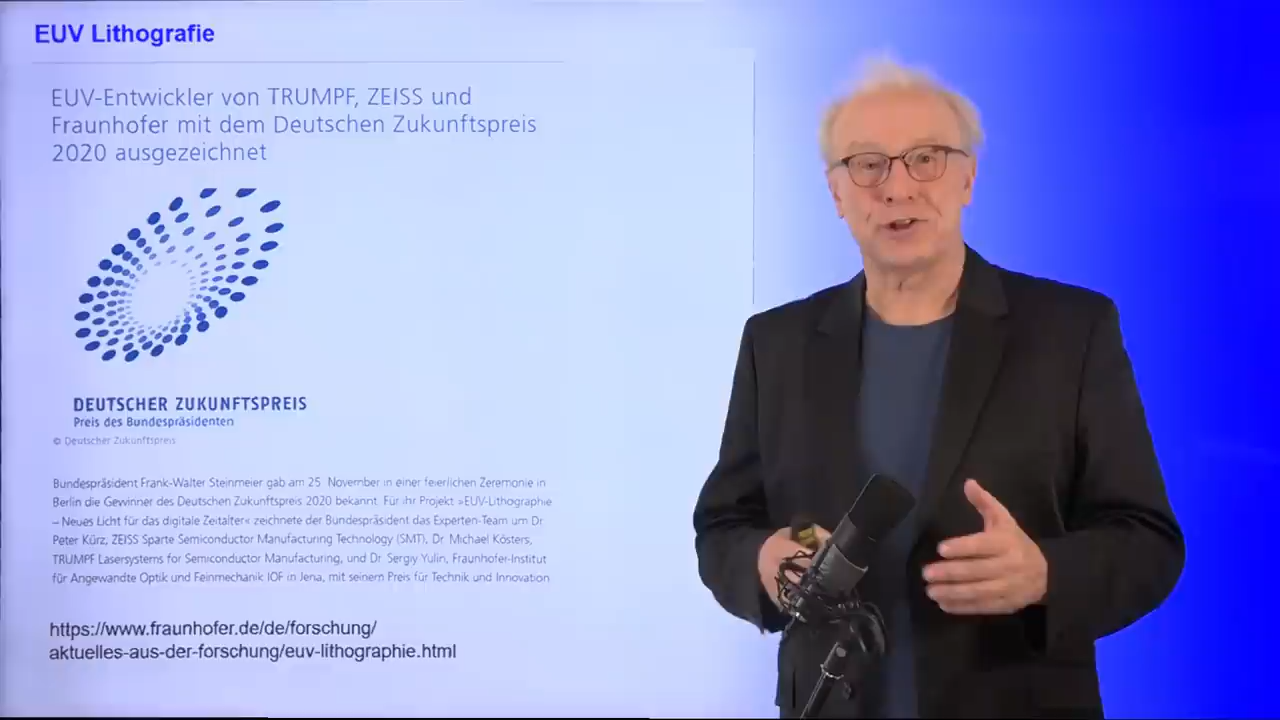 EUV Lithografie
EUV-Entwickler von TRUMPF, ZEISS und
Fraunhofer mit dem Deutschen Zukunftspreis
2020 ausgezeichnet
DEUTSCHER ZUKUNFTSPREIS
Preis des Bundespräsidenten
© Deutscher Zukunftspreis
Bundespräsident Frank-Walter Steinmeier gab am 25. November in einer feierlichen Zeremonie in
Berlin die Gewinner des Deutschen Zukunftspreis 2020 bekannt. Für ihr Projekt »EUV-Lithographie
– Neues Licht für das digitale Zeitalter« zeichnete der Bundespräsident das Experten-Team um Dr.
Peter Kürz, ZEISS Sparte Semiconductor Manufacturing Technology (SMT), Dr. Michael Kösters,
TRUMPF Lasersystems for Semiconductor Manufacturing, und Dr. Sergiy Yulin, Fraunhofer-Institut
für Angewandte Optik und Feinmechanik IOF in Jena, mit seinem Preis für Technik und Innovation
https://www.fraunhofer.de/de/forschung/
aktuelles-aus-der-forschung/euv-lithographie.html